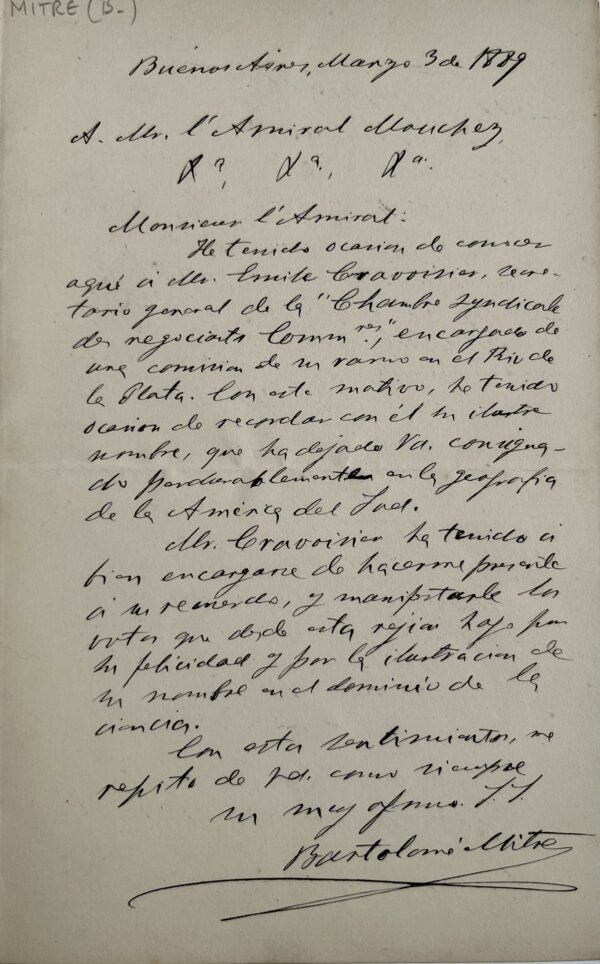 MITRE (B.)
Buenos Aires, Marzo 3 de 1889
A. Mr. l'Amiral Mouchez,
Monsieur l'Amiral:
He tenido ocasion de conocer
aquí á Mr. Emile Cravoisier, secre-
tario general de la "Chambre Syndicale
des negociants Commres", encargado de
una comision de su ramo en el Rio de
la Plata. Con este motivo, he tenido
ocasion de recordar con él su ilustre
nombre, que ha dejado Vd. consigna-
do perdurablemente en la geografia
de la América del Sud.
Mr. Cravoisier ha tenido á
bien encargarse de hacerme presente
á su recuerdo, y manifestarle los
votos que desde esta rejion hago por
su felicidad y por la ilustracion de
su nombre en el dominio de la
ciencia.
Con estos sentimientos, me
repito de Vd. como siempre
su muy afmo. S. S.
Bartolomé Mitre